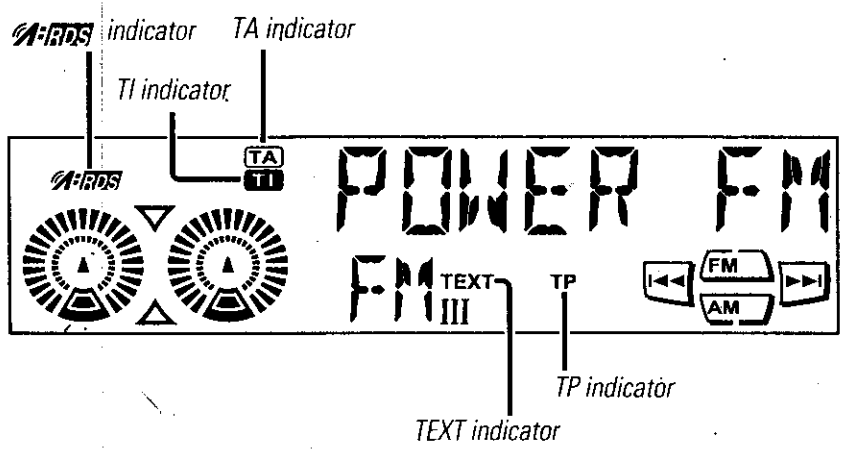 RDS indicator
TA indicator
TI indicator
TA
TI
RDS
POWER FM
FM III
TEXT
TP
FM
AM
TP indicator
TEXT indicator